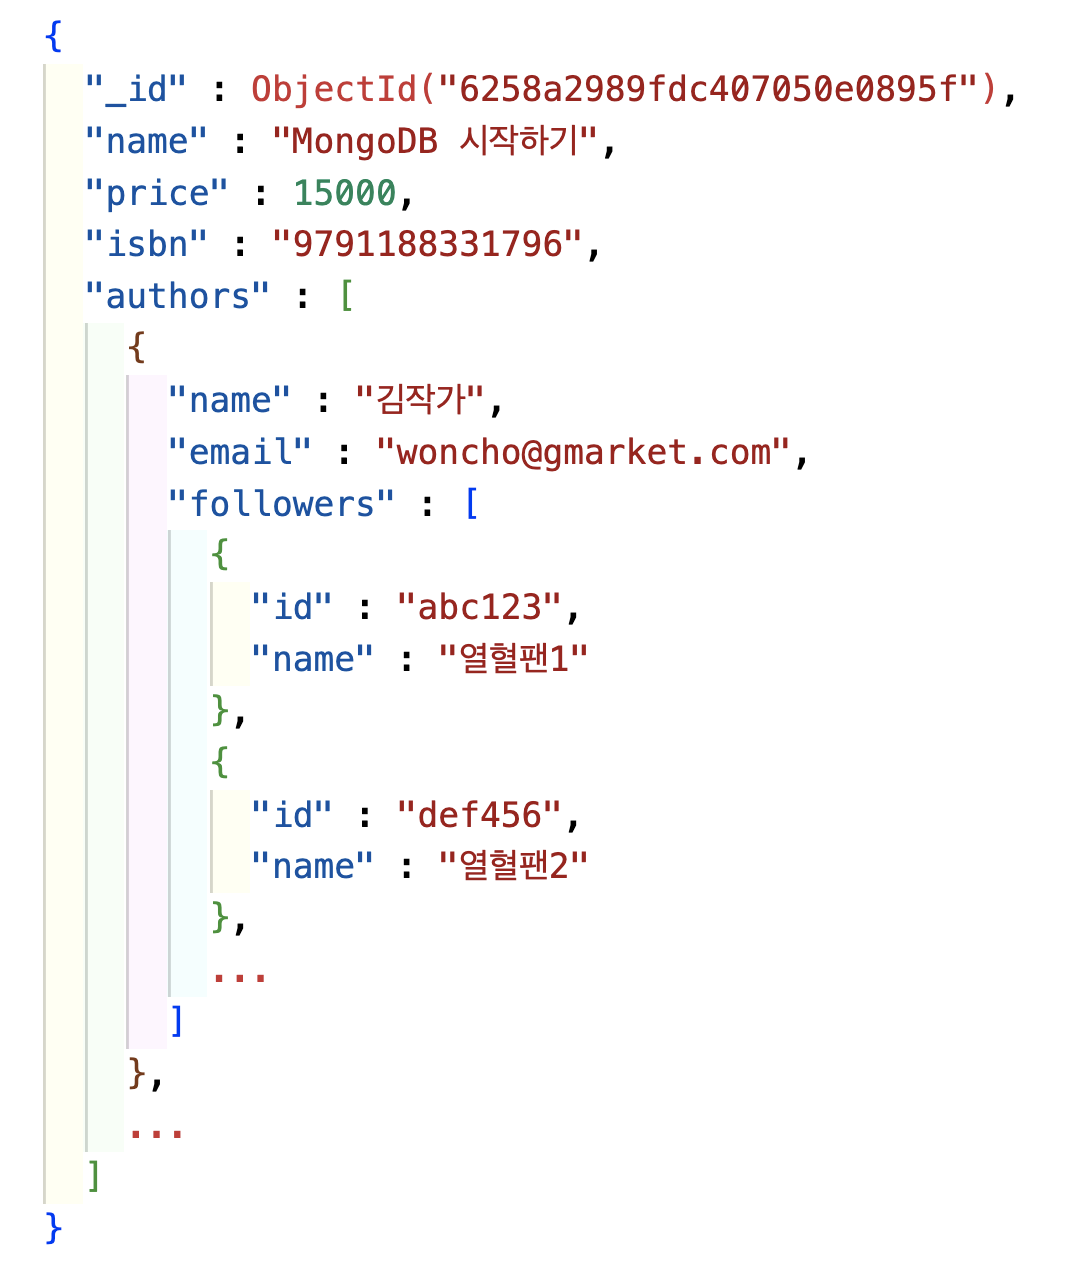 {
"_id" : ObjectId("6258a2989fdc407050e0895f"),
"name" : "MongoDB 시작하기",
"price" : 15000,
"isbn" : "9791188331796",
"authors" : [
{
"name" : "김작가",
"email" : "woncho@gmarket.com",
"followers" : [
{
"id" : "abc123",
"name" : "열혈팬1"
},
{
"id" : "def456",
"name" : "열혈팬2"
},
...
]
},
...
]
}